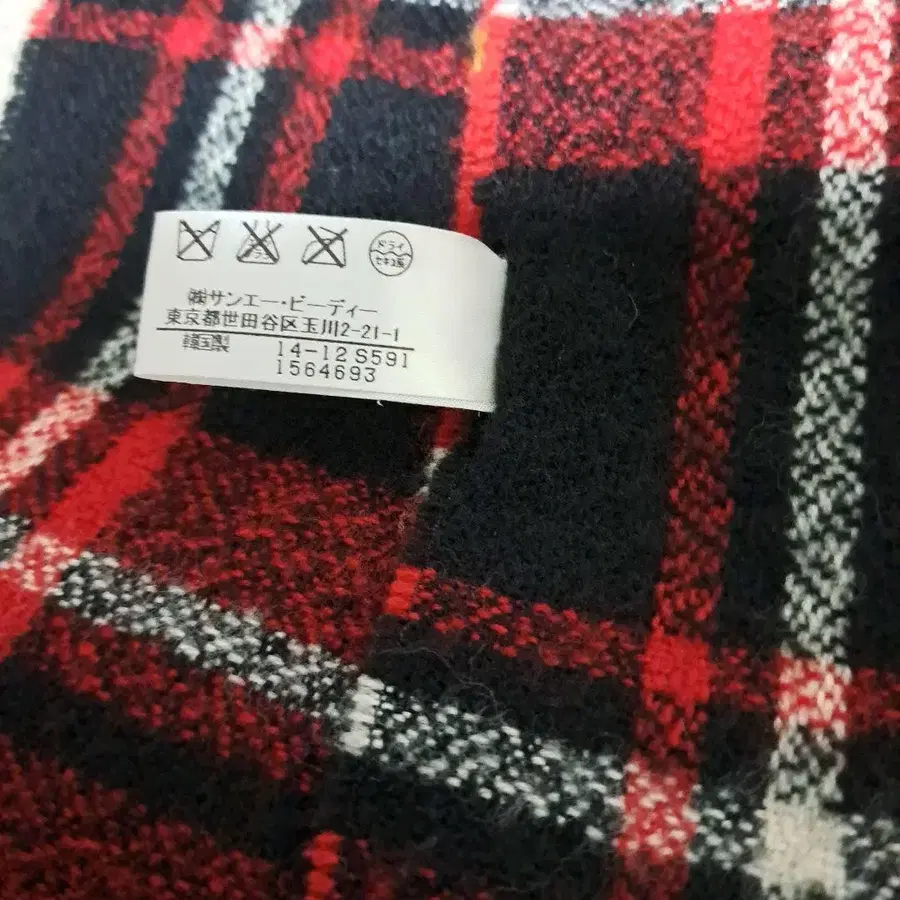 ドライ
セキユ系
㈱サンエー・ビーディー
東京都世田谷区玉川2-21-1
韓国製 14-12 S591
1564693